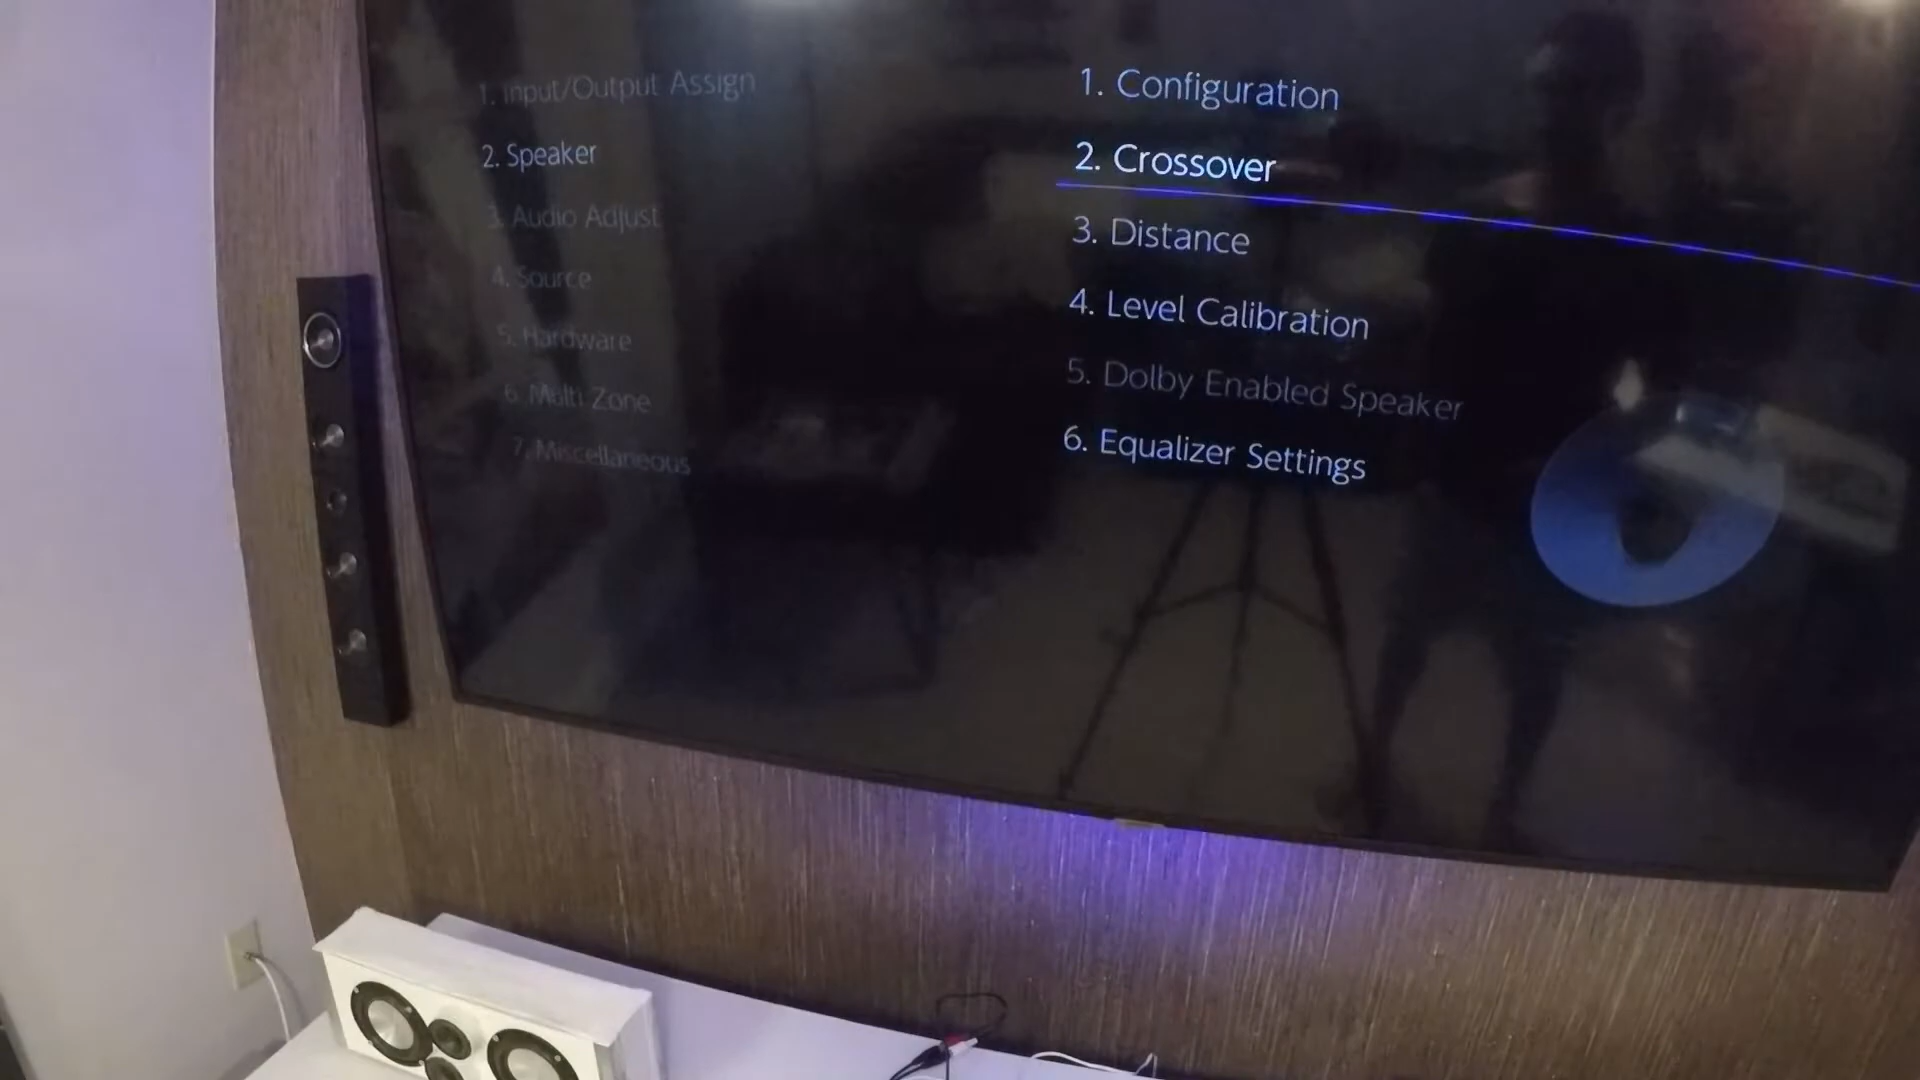 1. Input/Output Assign
2. Speaker
3. Audio Adjust
4. Source
5. Hardware
6. Multi Zone
7. Miscellaneous
1. Configuration
2. Crossover
3. Distance
4. Level Calibration
5. Dolby Enabled Speaker
6. Equalizer Settings